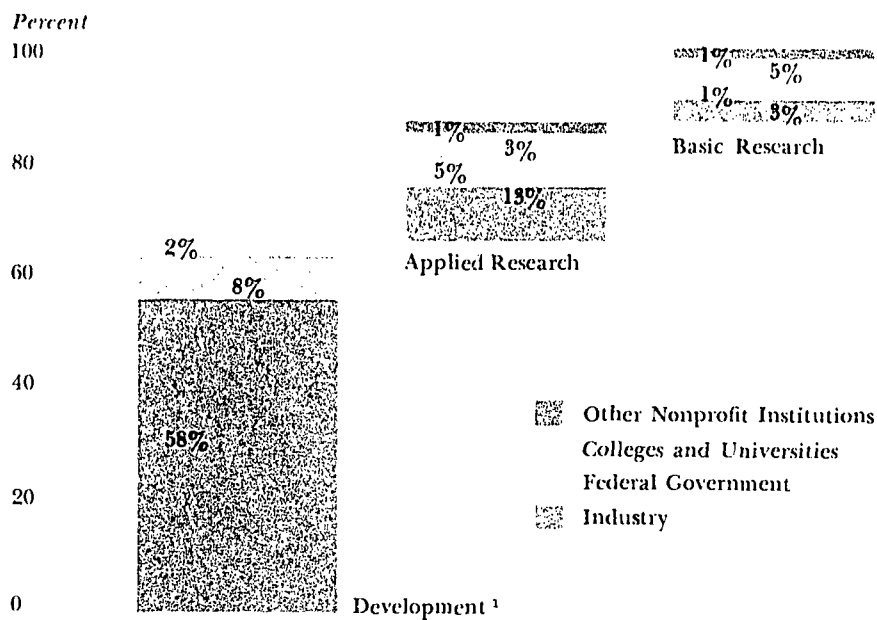 Percent
100
1%
5%
1%
3%
Basic Research
1%
3%
80
5%
13%
Applied Research
2%
60
8%
40
Other Nonprofit Institutions
58%
Colleges and Universities
Federal Government
20
Industry
0
Development ¹